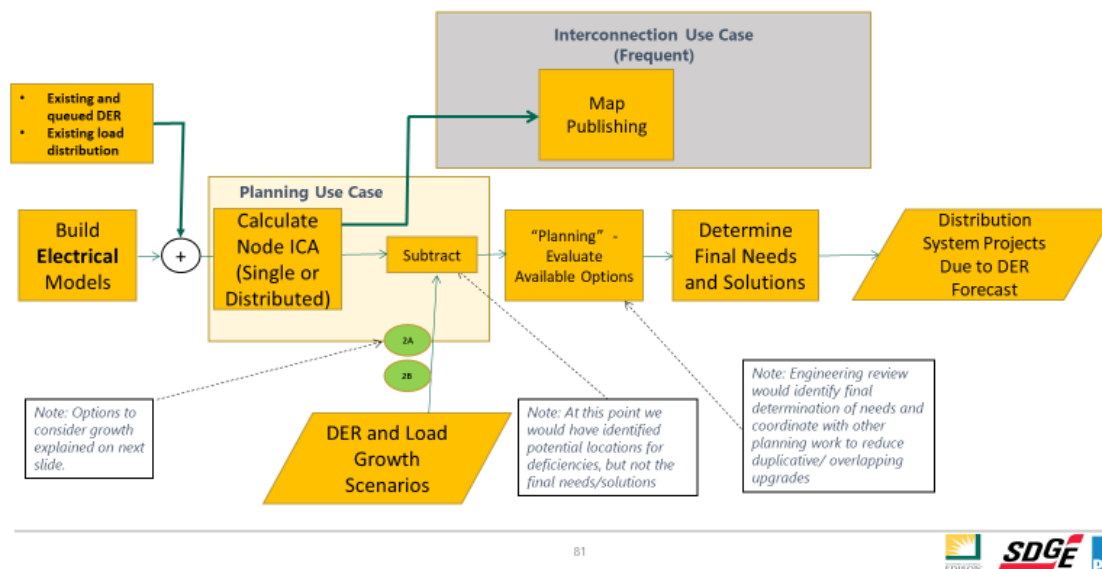 Interconnection Use Case
(Frequent)
Map
Publishing
• Existing and
queued DER
• Existing load
distribution
Planning Use Case
Build
Electrical
Models
+
Calculate
Node ICA
(Single or
Distributed)
Subtract
“Planning” -
Evaluate
Available Options
Determine
Final Needs
and Solutions
Distribution
System Projects
Due to DER
Forecast
2A
2B
Note: Options to
consider growth
explained on next
slide.
DER and Load
Growth
Scenarios
Note: At this point we
would have identified
potential locations for
deficiencies, but not the
final needs/solutions
Note: Engineering review
would identify final
determination of needs and
coordinate with other
planning work to reduce
duplicative/ overlapping
upgrades
81
EDISON
SDGE